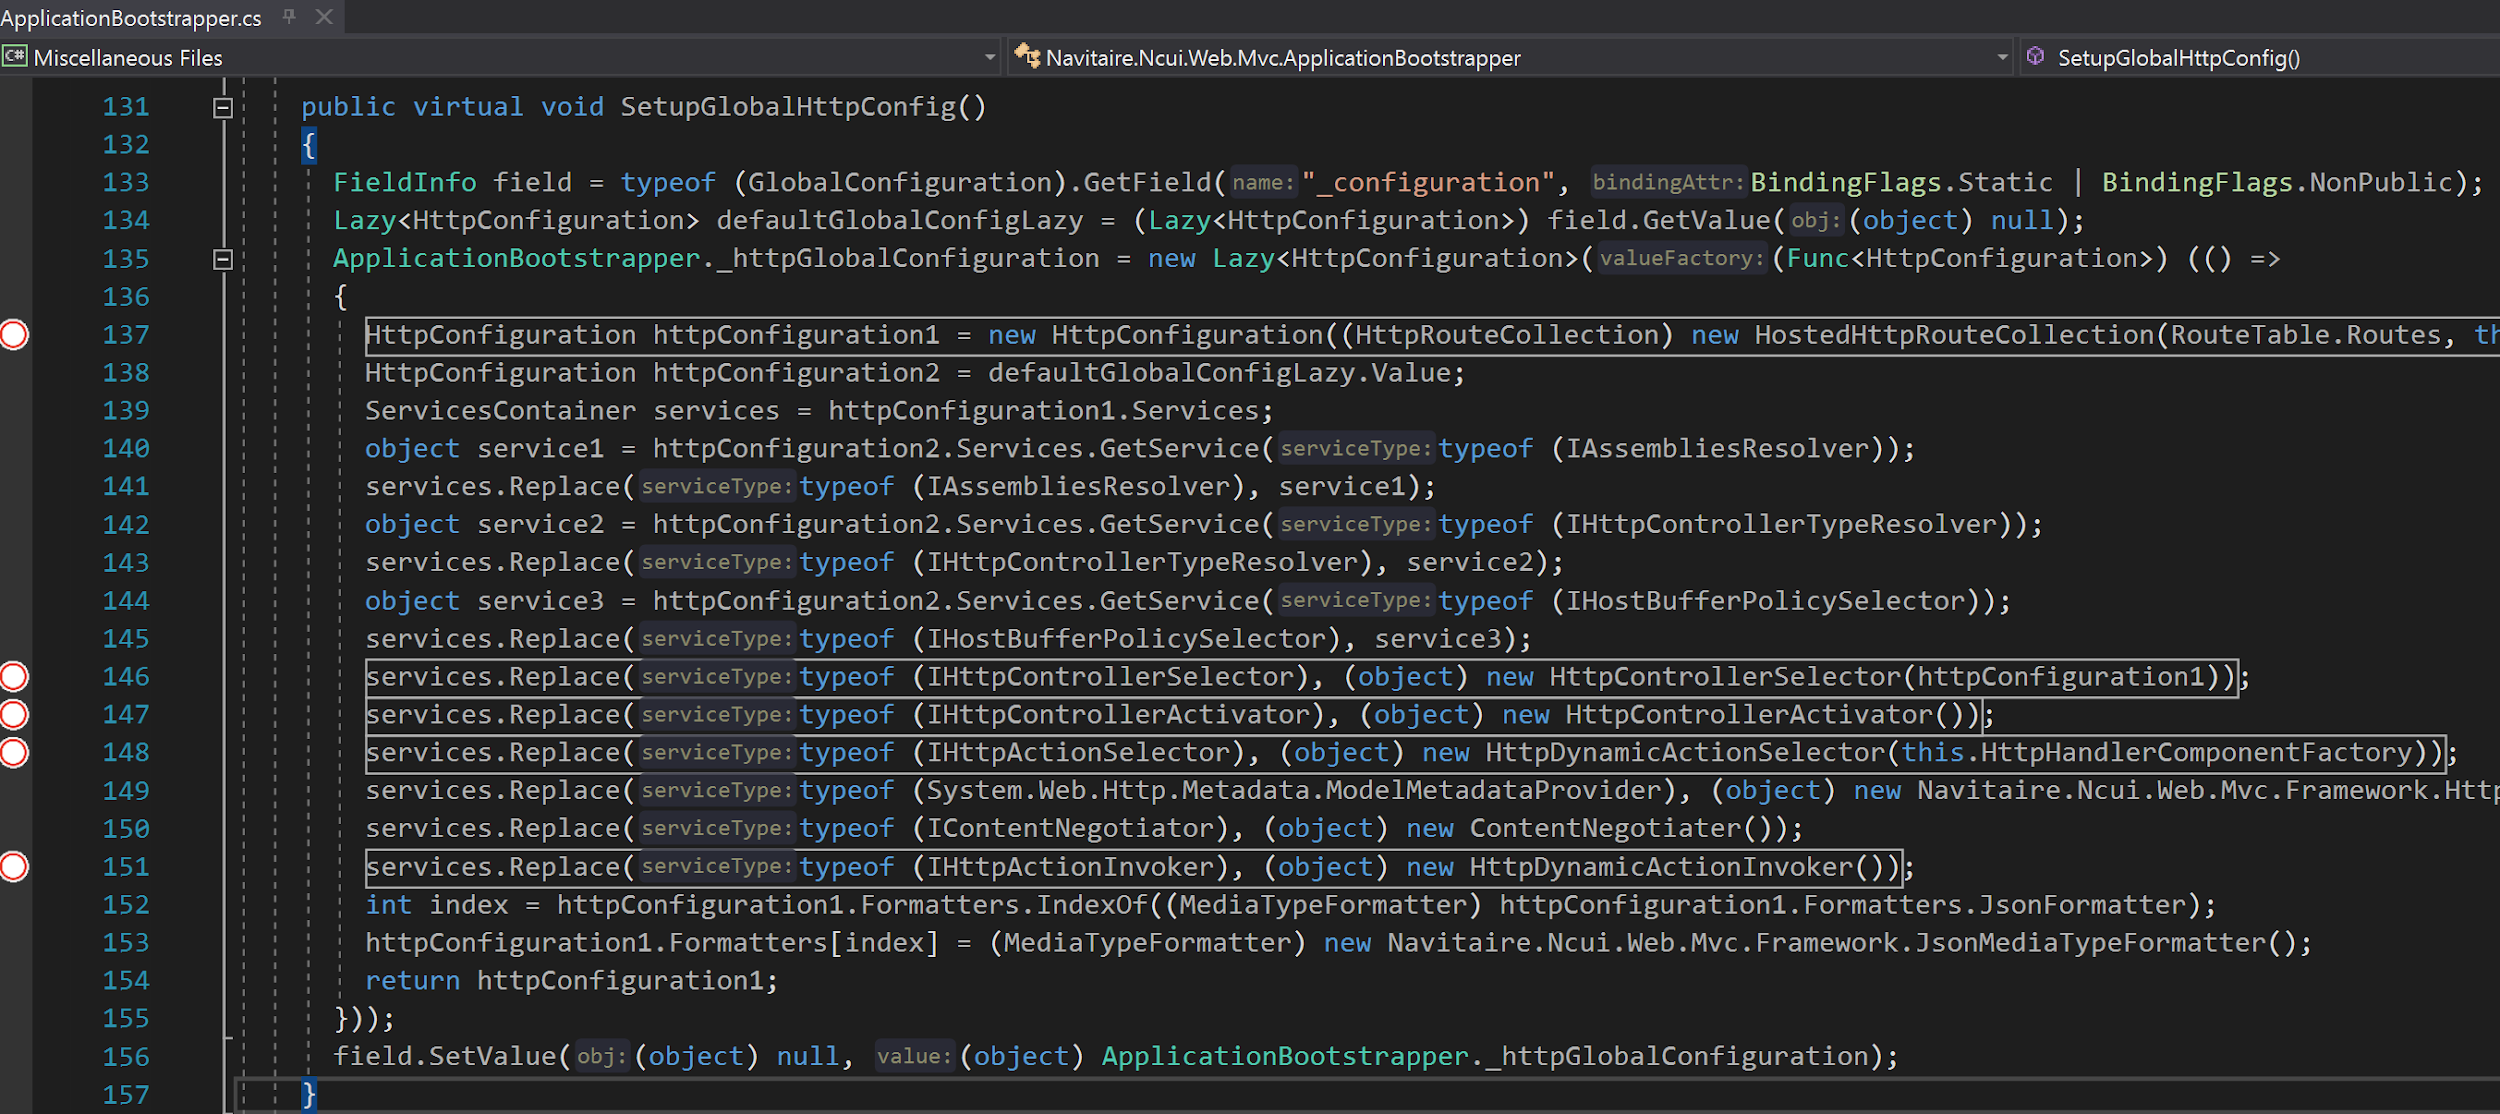 ApplicationBootstrapper.cs
C# Miscellaneous Files Navitaire.Ncui.Web.Mvc.ApplicationBootstrapper SetupGlobalHttpConfig()
131 public virtual void SetupGlobalHttpConfig()
132 {
133 FieldInfo field = typeof (GlobalConfiguration).GetField(name:"_configuration", bindingAttr:BindingFlags.Static | BindingFlags.NonPublic);
134 Lazy<HttpConfiguration> defaultGlobalConfigLazy = (Lazy<HttpConfiguration>) field.GetValue(obj:(object) null);
135 ApplicationBootstrapper._httpGlobalConfiguration = new Lazy<HttpConfiguration>(valueFactory:(Func<HttpConfiguration>) (() =>
136 {
137 HttpConfiguration httpConfiguration1 = new HttpConfiguration((HttpRouteCollection) new HostedHttpRouteCollection(RouteTable.Routes, th
138 HttpConfiguration httpConfiguration2 = defaultGlobalConfigLazy.Value;
139 ServicesContainer services = httpConfiguration1.Services;
140 object service1 = httpConfiguration2.Services.GetService(serviceType:typeof (IAssembliesResolver));
141 services.Replace(serviceType:typeof (IAssembliesResolver), service1);
142 object service2 = httpConfiguration2.Services.GetService(serviceType:typeof (IHttpControllerTypeResolver));
143 services.Replace(serviceType:typeof (IHttpControllerTypeResolver), service2);
144 object service3 = httpConfiguration2.Services.GetService(serviceType:typeof (IHostBufferPolicySelector));
145 services.Replace(serviceType:typeof (IHostBufferPolicySelector), service3);
146 services.Replace(serviceType:typeof (IHttpControllerSelector), (object) new HttpControllerSelector(httpConfiguration1));
147 services.Replace(serviceType:typeof (IHttpControllerActivator), (object) new HttpControllerActivator());
148 services.Replace(serviceType:typeof (IHttpActionSelector), (object) new HttpDynamicActionSelector(this.HttpHandlerComponentFactory));
149 services.Replace(serviceType:typeof (System.Web.Http.Metadata.ModelMetadataProvider), (object) new Navitaire.Ncui.Web.Mvc.Framework.Http
150 services.Replace(serviceType:typeof (IContentNegotiator), (object) new ContentNegotiater());
151 services.Replace(serviceType:typeof (IHttpActionInvoker), (object) new HttpDynamicActionInvoker());
152 int index = httpConfiguration1.Formatters.IndexOf((MediaTypeFormatter) httpConfiguration1.Formatters.JsonFormatter);
153 httpConfiguration1.Formatters[index] = (MediaTypeFormatter) new Navitaire.Ncui.Web.Mvc.Framework.JsonMediaTypeFormatter();
154 return httpConfiguration1;
155 }));
156 field.SetValue(obj:(object) null, value:(object) ApplicationBootstrapper._httpGlobalConfiguration);
157 }